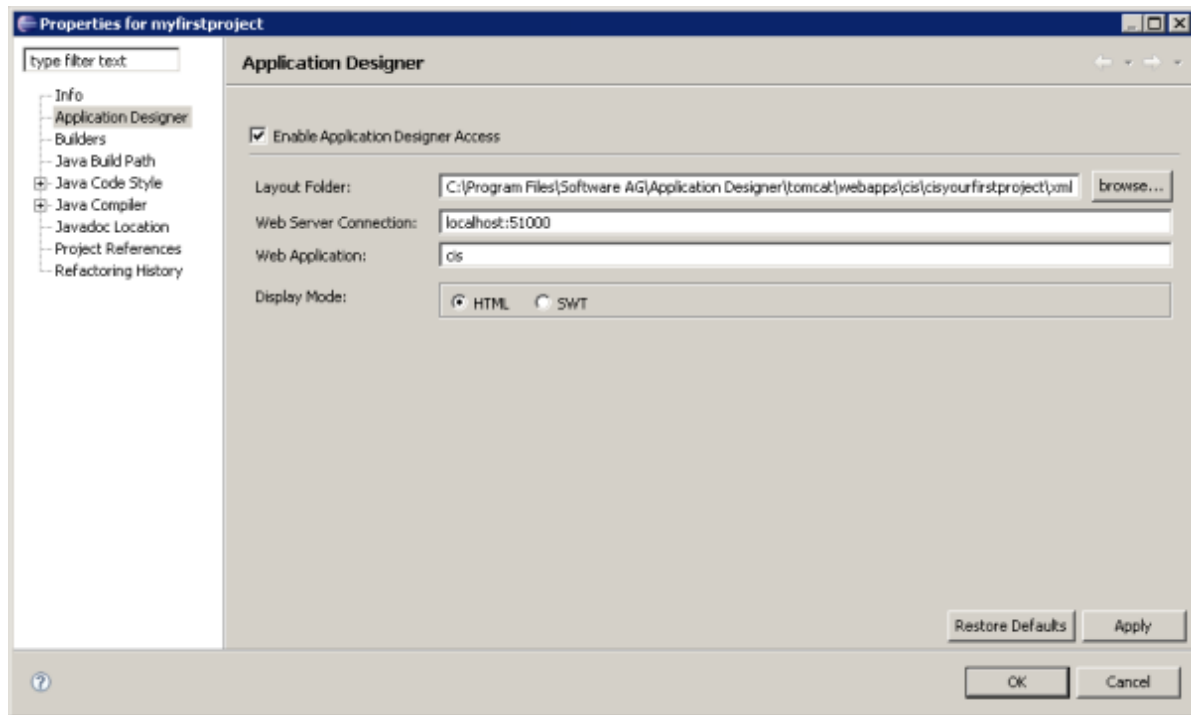 Properties for myfirstproject
type filter text
Info
Application Designer
Builders
Java Build Path
Java Code Style
Java Compiler
Javadoc Location
Project References
Refactoring History
Application Designer
Enable Application Designer Access
Layout Folder: C:\Program Files\Software AG\Application Designer\tomcat\webapps\cis\cisyourfirstproject\xml browse...
Web Server Connection: localhost:51000
Web Application: cis
Display Mode: HTML SWT
Restore Defaults Apply
OK Cancel